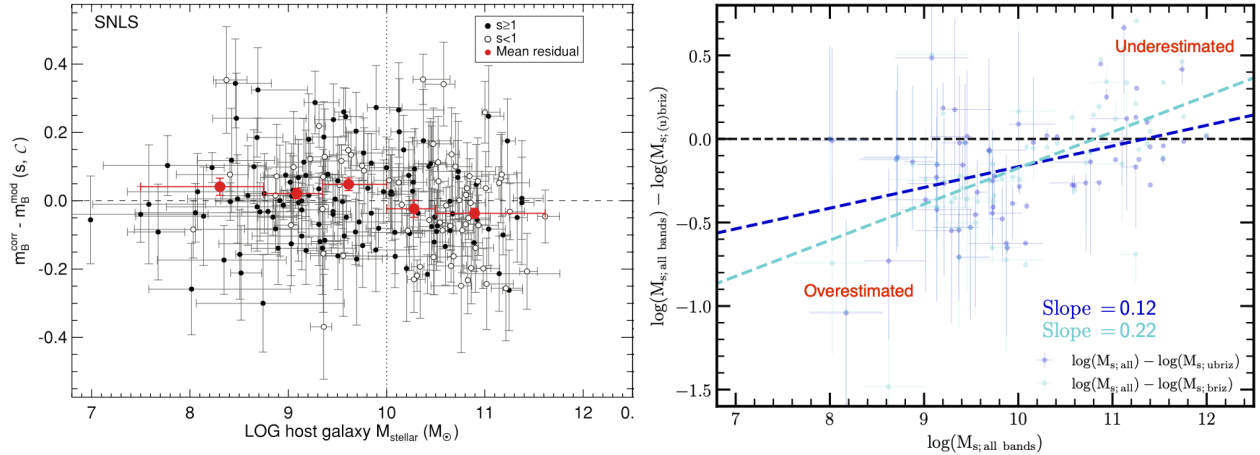 SNLS
s≥1
s<1
Mean residual
0.4
0.2
0.0
-0.2
-0.4
m_B^corr - m_B^mod (s, C)
7 8 9 10 11 12 0.
LOG host galaxy M_stellar (M_⊙)
Underestimated
0.5
0.0
−0.5
−1.0
−1.5
log(M_s; all bands) − log(M_s; (u)briz)
Overestimated
Slope = 0.12
Slope = 0.22
log(M_s; all) − log(M_s; ubriz)
log(M_s; all) − log(M_s; briz)
7 8 9 10 11 12
log(M_s; all bands)